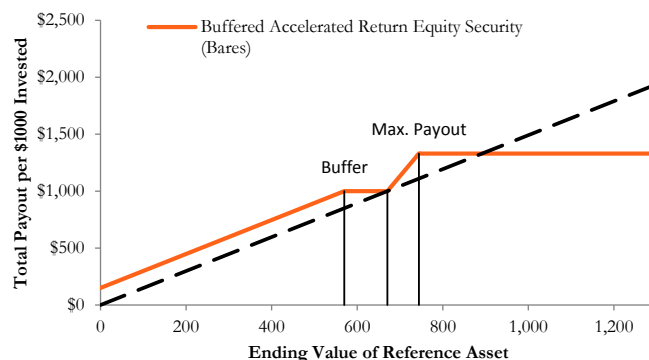 $2,500
Buffered Accelerated Return Equity Security
(Bares)
$2,000
$1,500
Max. Payout
Buffer
$1,000
$500
$0
Total Payout per $1000 Invested
0 200 400 600 800 1,000 1,200
Ending Value of Reference Asset